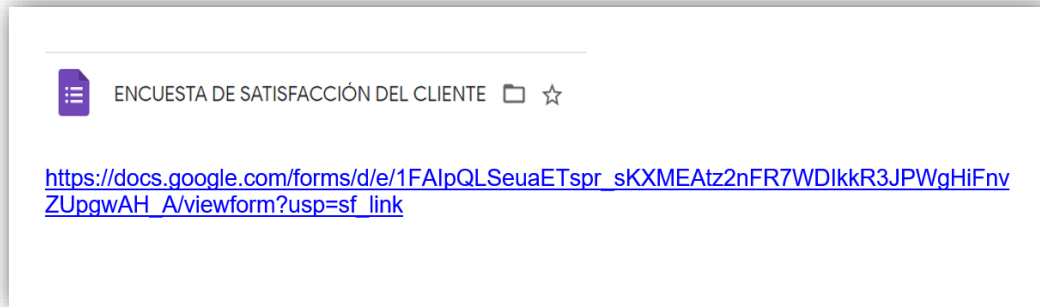 ENCUESTA DE SATISFACCIÓN DEL CLIENTE
https://docs.google.com/forms/d/e/1FAIpQLSeuaETspr_sKXMEAtz2nFR7WDIkkR3JPWgHiFnv
ZUpgwAH_A/viewform?usp=sf_link